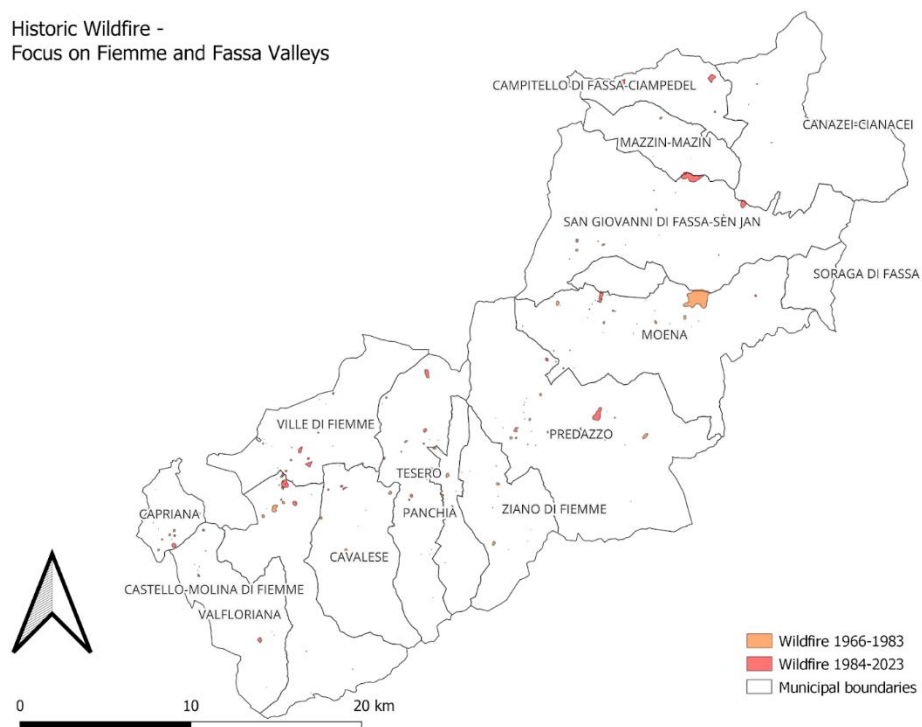 Historic Wildfire -
Focus on Fiemme and Fassa Valleys
CAMPITELLO DI FASSA-CIAMPEDEL
CANAZEI-CIANACEI
MAZZIN-MAZIN
SAN GIOVANNI DI FASSA-SÈN JAN
SORAGA DI FASSA
MOENA
VILLE DI FIEMME
PREDAZZO
TESERO
CAPRIANA
PANCHIÀ
ZIANO DI FIEMME
CAVALESE
CASTELLO-MOLINA DI FIEMME
VALFLORIANA
Wildfire 1966-1983
Wildfire 1984-2023
Municipal boundaries
0 10 20 km